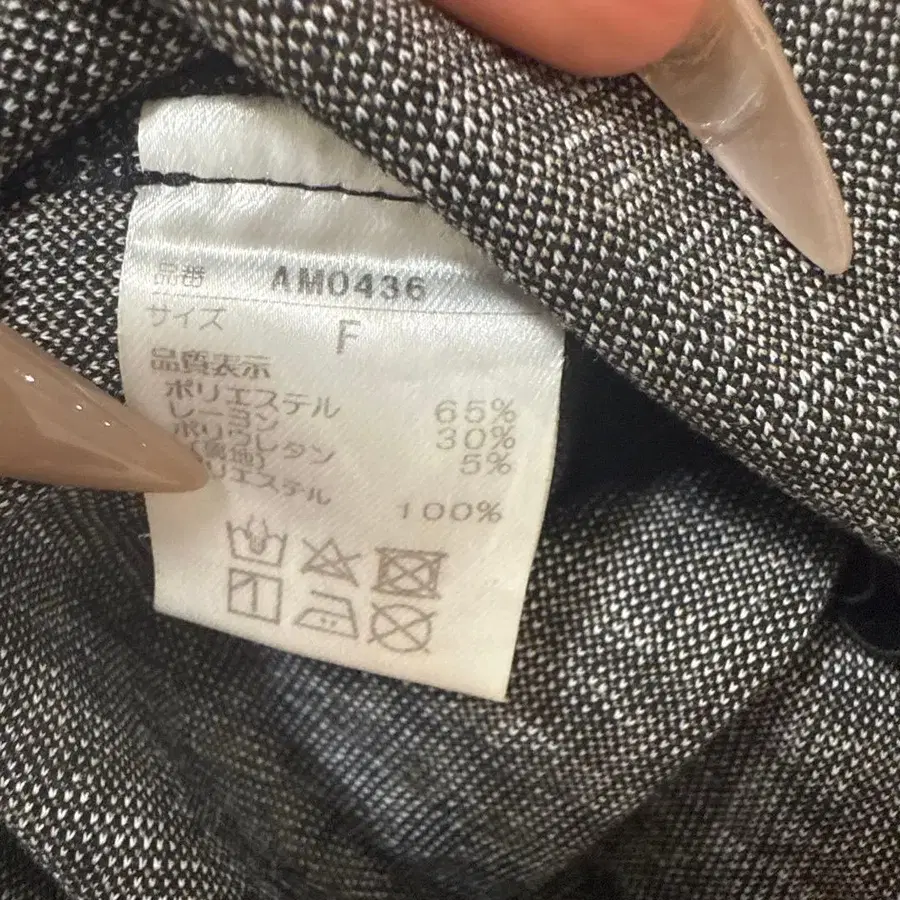 品番 AM0436
サイズ F
品質表示
ポリエステル 65%
レーヨン 30%
ポリウレタン 5%
(裏地)
ポリエステル 100%